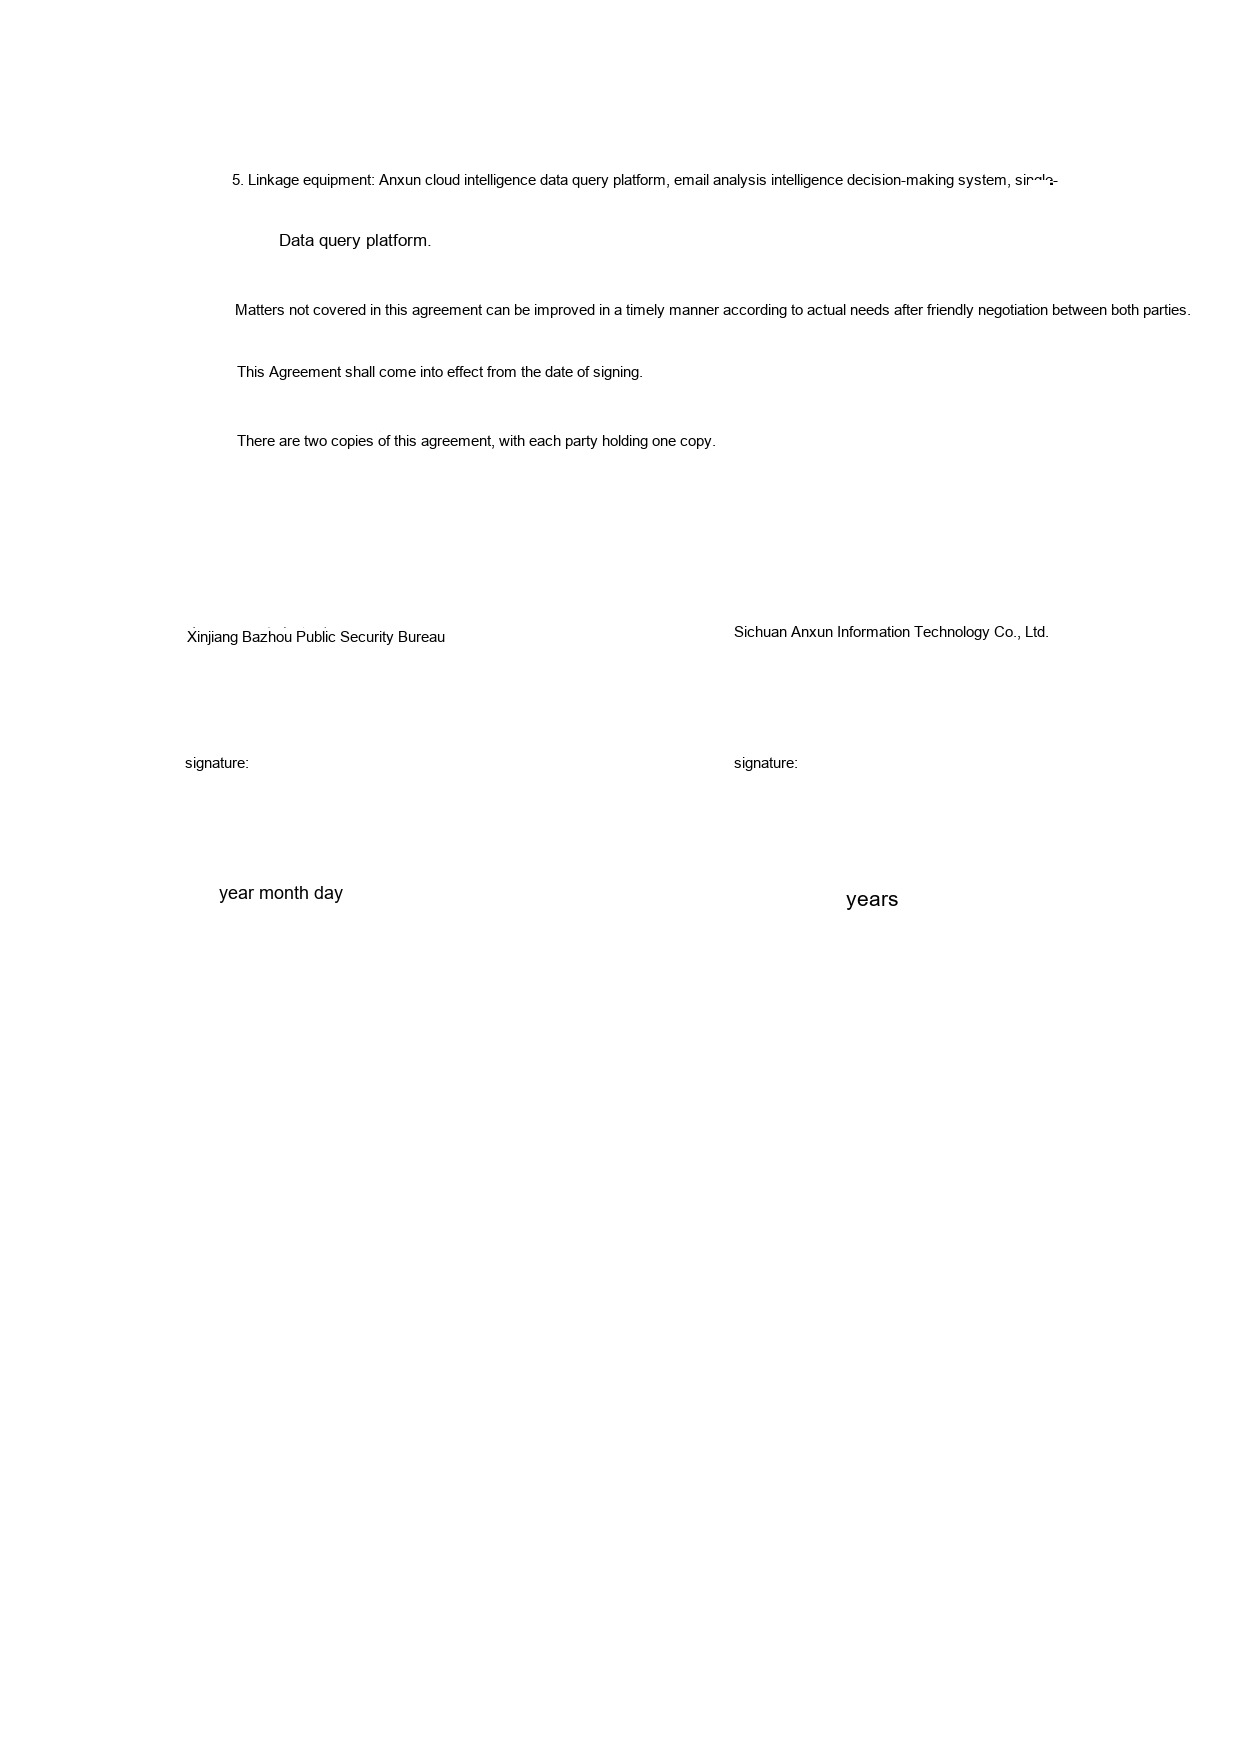 5. Linkage equipment: Anxun cloud intelligence data query platform, email analysis intelligence decision-making system, single-
Data query platform.
Matters not covered in this agreement can be improved in a timely manner according to actual needs after friendly negotiation between both parties.
This Agreement shall come into effect from the date of signing.
There are two copies of this agreement, with each party holding one copy.
Xinjiang Bazhou Public Security Bureau
Sichuan Anxun Information Technology Co., Ltd.
signature:
signature:
year month day
years